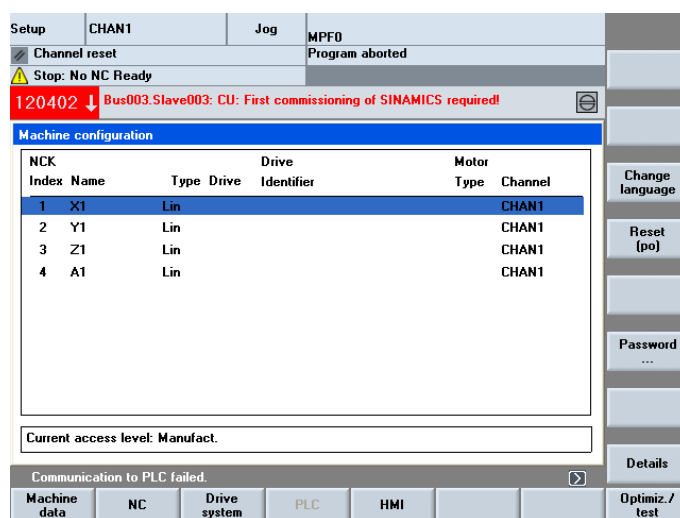 Setup CHAN1 Jog MPF0
Channel reset Program aborted
Stop: No NC Ready
120402 Bus003.Slave003: CU: First commissioning of SINAMICS required!
Machine configuration
NCK Drive Motor
Index Name Type Drive Identifier Type Channel
1 X1 Lin CHAN1
2 Y1 Lin CHAN1
3 Z1 Lin CHAN1
4 A1 Lin CHAN1
Current access level: Manufact.
Communication to PLC failed.
Change
language
Reset
(po)
Password
...
Details
Machine
data
NC
Drive
system
PLC
HMI
Optimiz./
test